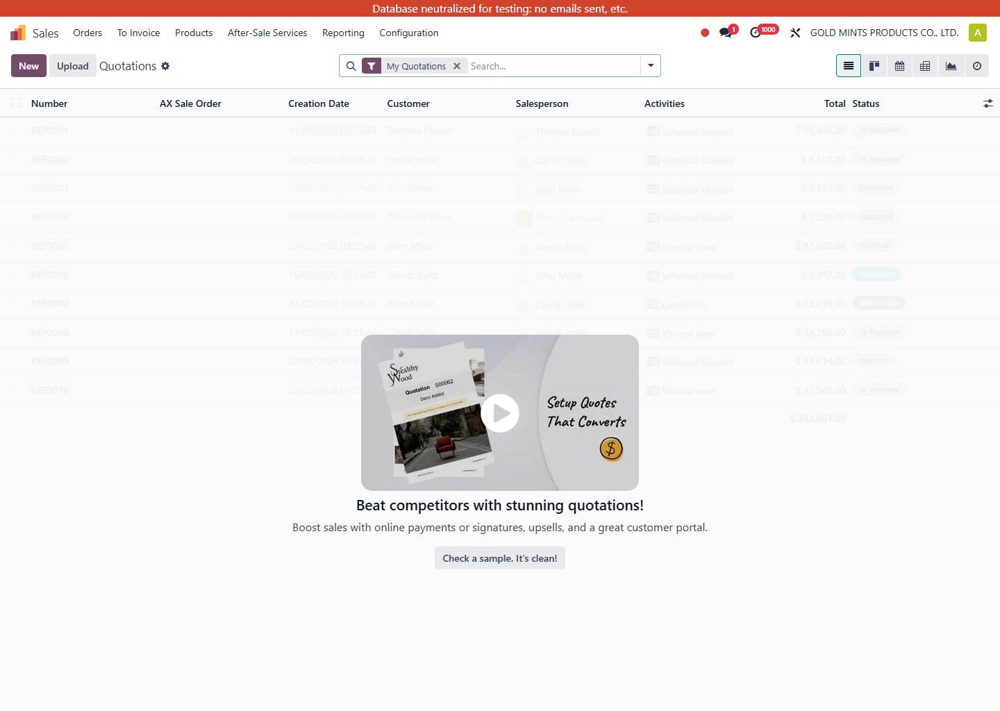 Database neutralized for testing: no emails sent, etc.
Sales Orders To Invoice Products After-Sale Services Reporting Configuration 1 1000 GOLD MINTS PRODUCTS CO., LTD. A
New Upload Quotations My Quotations Search...
Number AX Sale Order Creation Date Customer Salesperson Activities Total Status
REF0001 11/04/2026 03:35:48 Thomas Passot Thomas Passot Volutpat blandit $ 76,449.00 To Approve
REF0002 25/04/2026 04:35:48 Carrie Helle Carrie Helle Volutpat blandit $ 8,107.00 To Approve
REF0003 28/03/2026 02:35:48 John Miller John Miller Volutpat blandit $ 4,167.00 Cancelled
REF0004 01/05/2026 17:35:48 Thomas Passot A Henry Campbell Volutpat blandit $ 7,299.00 Cancelled
REF0005 23/05/2026 03:35:48 John Miller Wendi Baltz Viverra nam $ 81,602.00 Rejected
REF0006 19/05/2026 16:35:48 Wendi Baltz John Miller Volutpat blandit $ 2,757.00 Quotation
REF0007 21/02/2026 14:35:48 John Miller Carrie Helle Laoreet id $ 25,839.00 Sales Order
REF0008 11/05/2026 16:35:48 Carrie Helle Wendi Baltz Viverra nam $ 34,260.00 To Approve
REF0009 02/04/2026 Volutpat blandit $ 51,614.00 Rejected
REF0010 22/03/2026 Viverra nam $ 41,567.00 To Approve
$ 333,661.00
Stealthy
Wood
Quotation S00062
Deco Addict
Setup Quotes
That Converts
$
Beat competitors with stunning quotations!
Boost sales with online payments or signatures, upsells, and a great customer portal.
Check a sample. It's clean!